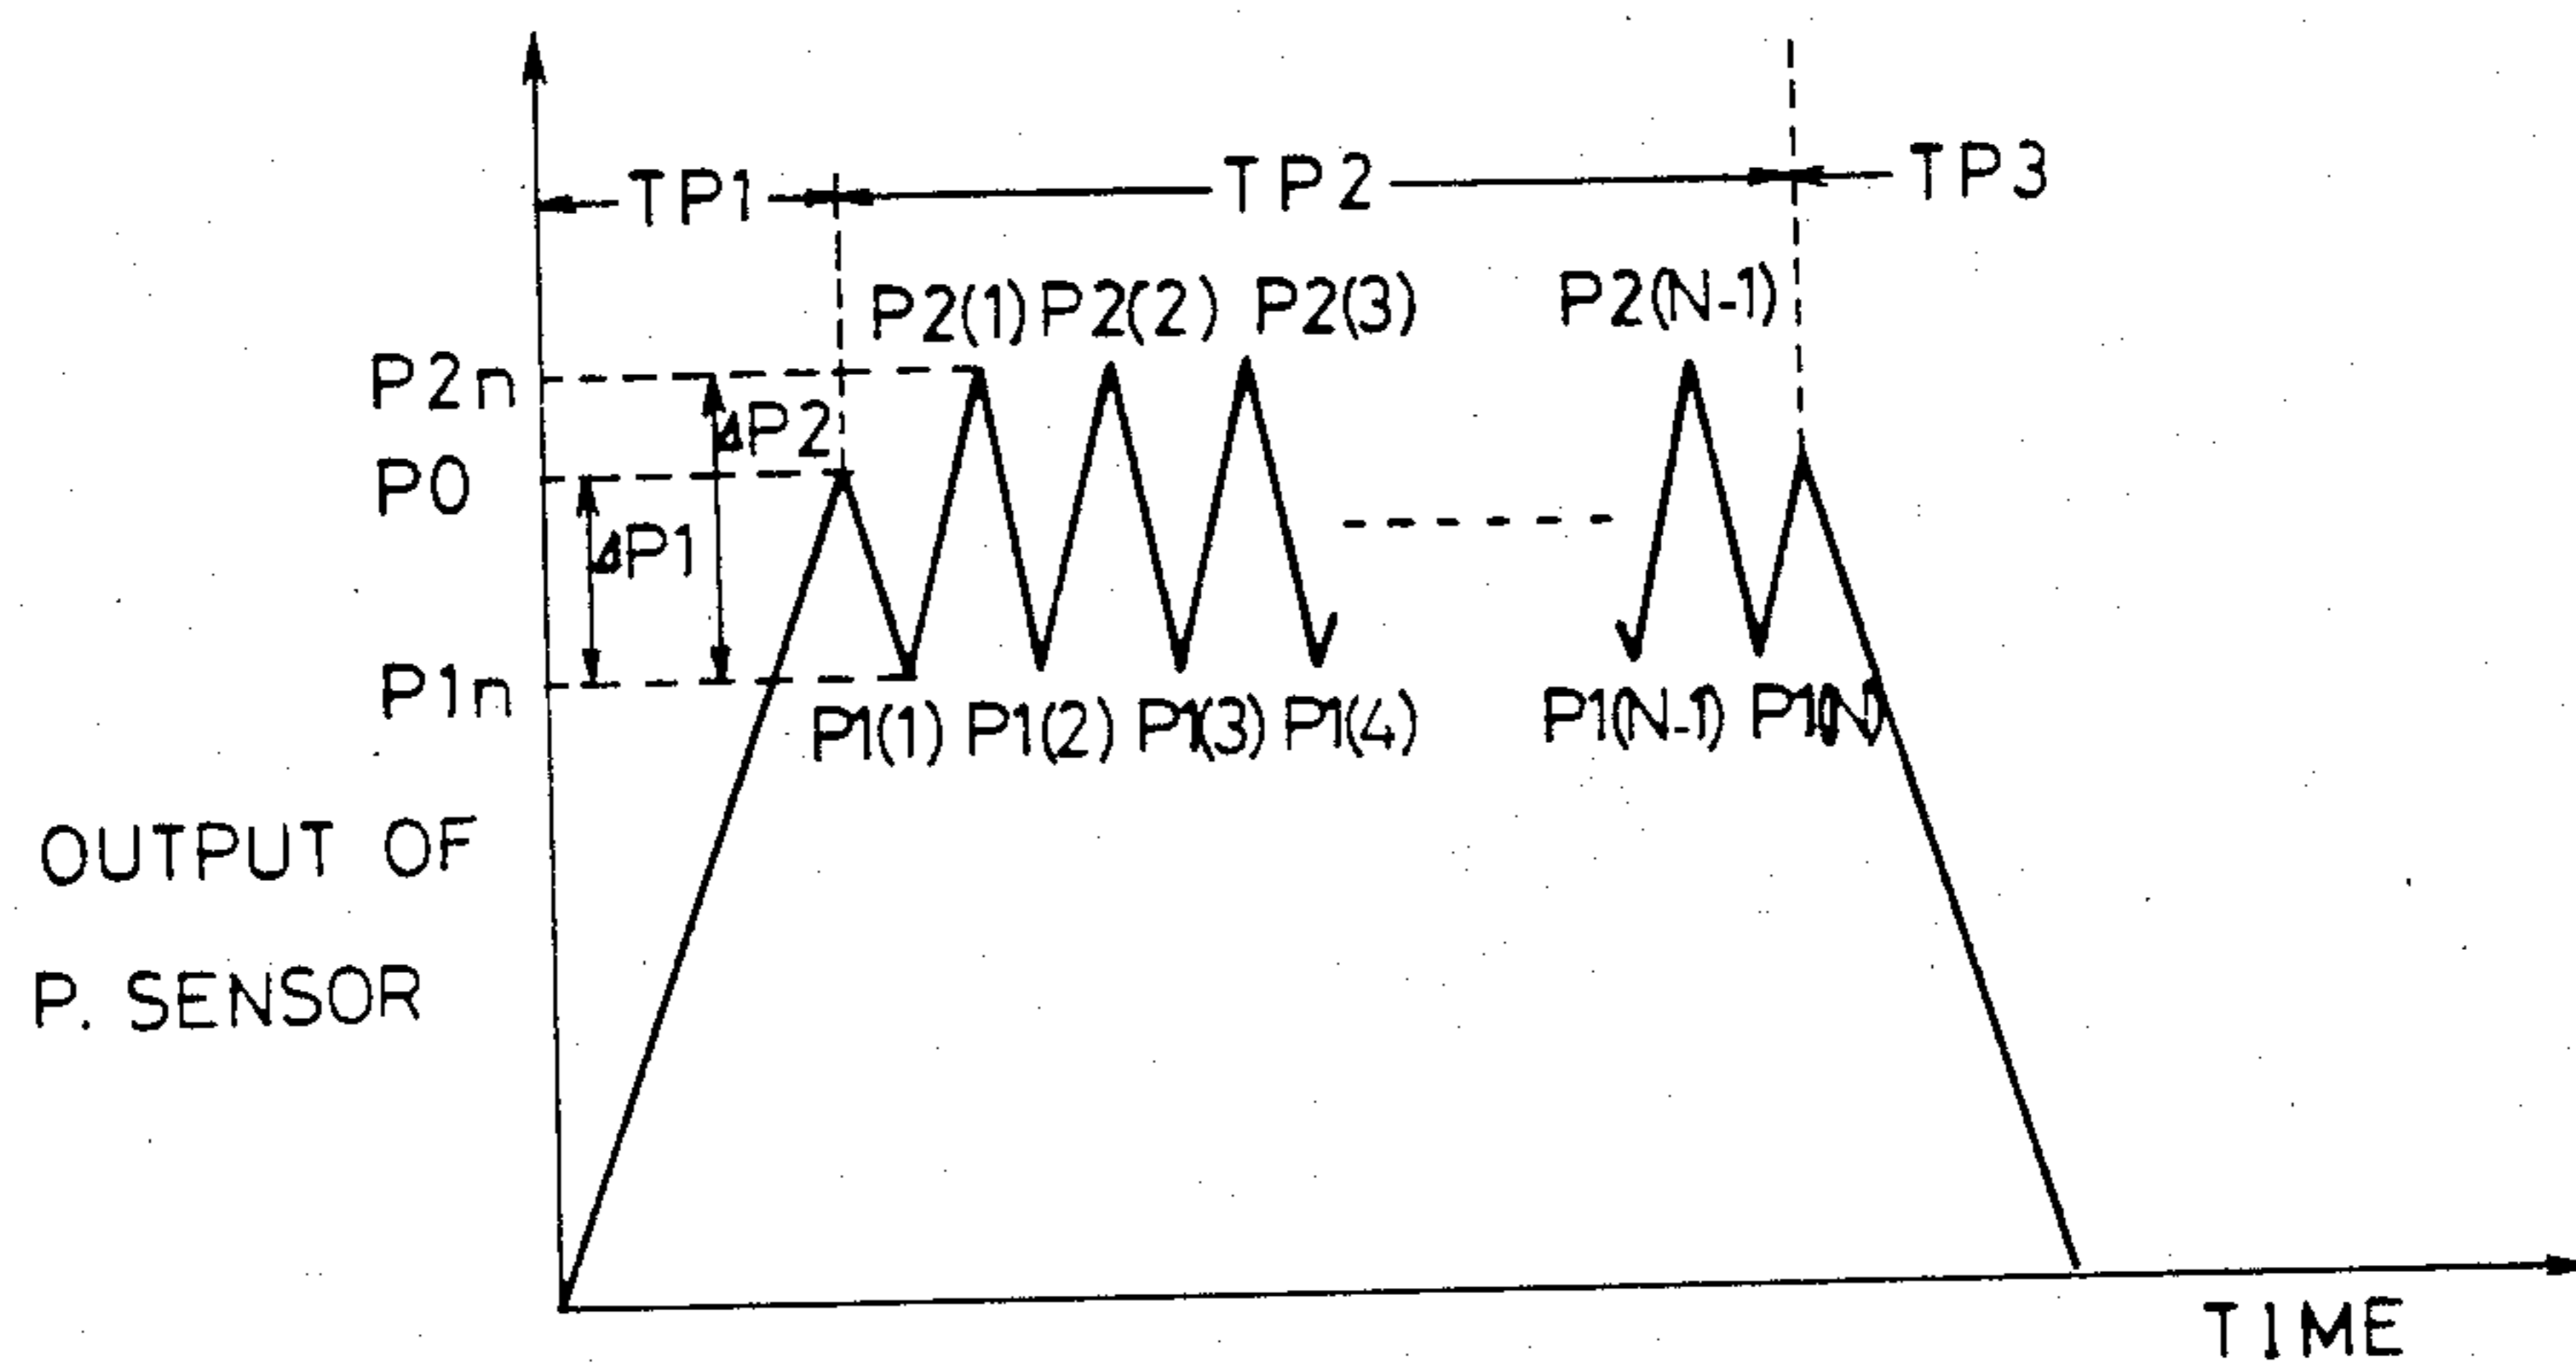 TP1 TP2 TP3
P2(1) P2(2) P2(3) P2(N-1)
P2n
ΔP2
P0
ΔP1
P1n
P1(1) P1(2) P1(3) P1(4) P1(N-1) P1(N)
OUTPUT OF
P. SENSOR
TIME